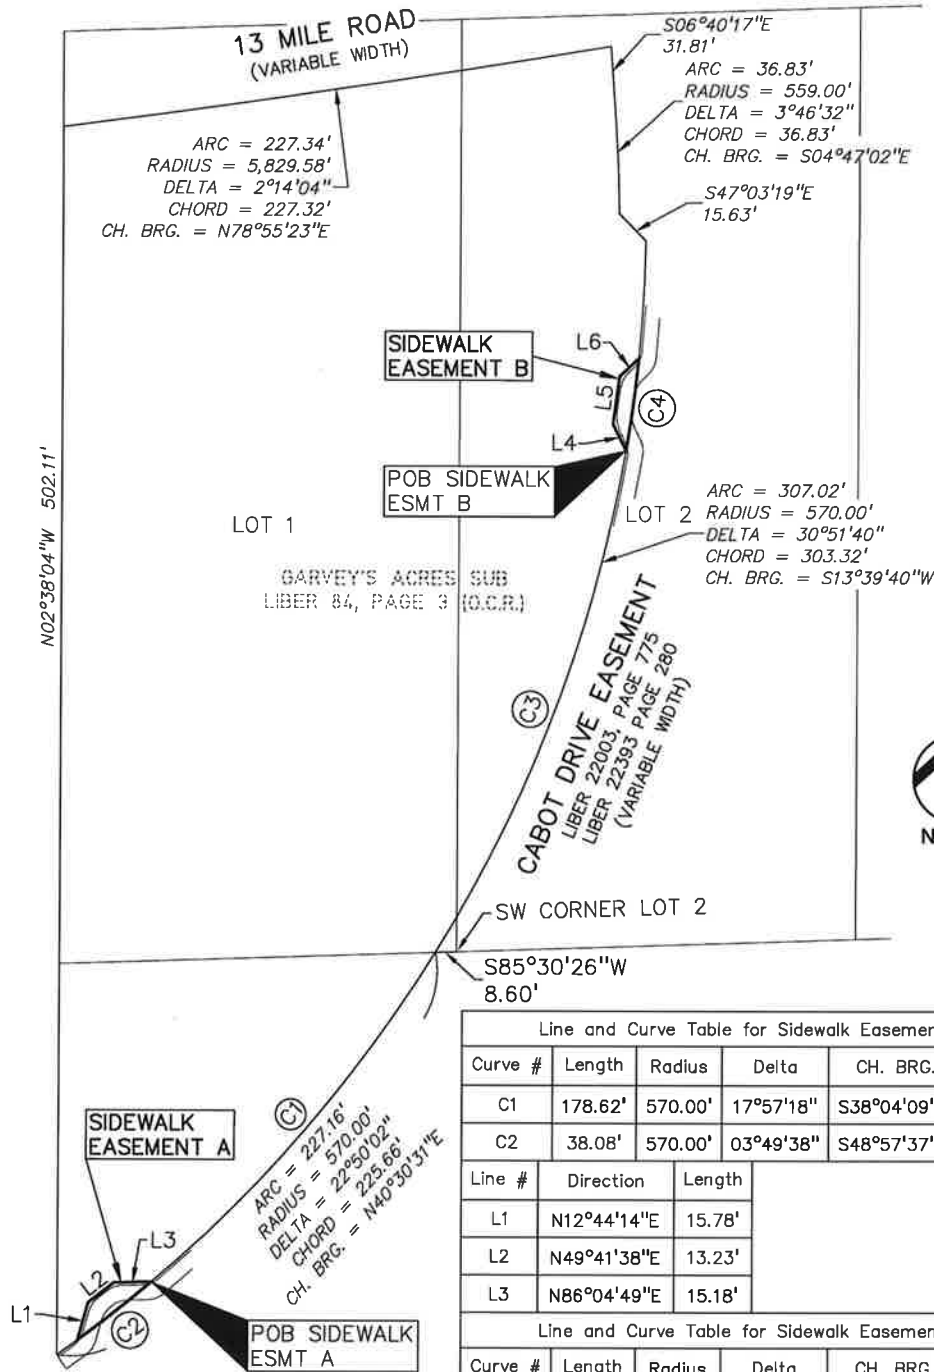 13 MILE ROAD
(VARIABLE WIDTH)
S06°40'17"E
31.81'
ARC = 36.83'
RADIUS = 559.00'
DELTA = 3°46'32"
CHORD = 36.83'
CH. BRG. = S04°47'02"E
ARC = 227.34'
RADIUS = 5,829.58'
DELTA = 2°14'04"
CHORD = 227.32'
CH. BRG. = N78°55'23"E
S47°03'19"E
15.63'
SIDEWALK
EASEMENT B
L6
L5
C4
L4
POB SIDEWALK
ESMT B
N02°38'04"W 502.11'
LOT 1
LOT 2
ARC = 307.02'
RADIUS = 570.00'
DELTA = 30°51'40"
CHORD = 303.32'
CH. BRG. = S13°39'40"W
GARVEY'S ACRES SUB
LIBER 84, PAGE 3 (O.C.R.)
CABOT DRIVE EASEMENT
LIBER 22003, PAGE 775
LIBER 22393 PAGE 280
(VARIABLE WIDTH)
C3
N
SW CORNER LOT 2
S85°30'26"W
8.60'
C1
ARC = 227.16'
RADIUS = 570.00'
DELTA = 22°50'02"
CHORD = 225.66'
CH. BRG. = N40°30'31"E
SIDEWALK
EASEMENT A
L3
L2
L1
C2
POB SIDEWALK
ESMT A
Line and Curve Table for Sidewalk Easemen
Curve # Length Radius Delta CH. BRG.
C1 178.62' 570.00' 17°57'18" S38°04'09"
C2 38.08' 570.00' 03°49'38" S48°57'37"
Line # Direction Length
L1 N12°44'14"E 15.78'
L2 N49°41'38"E 13.23'
L3 N86°04'49"E 15.18'
Line and Curve Table for Sidewalk Easemen
Curve # Length Radius Delta CH. BRG.